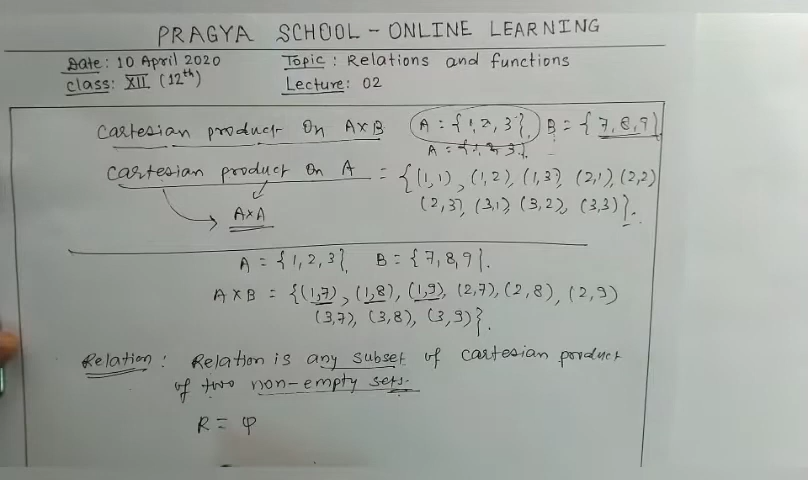 PRAGYA SCHOOL - ONLINE LEARNING
Date: 10 April 2020 Topic: Relations and functions
class: XII (12th) Lecture: 02
Cartesian product on A×B A = {1, 2, 3}, B = {7, 8, 9}
A = {1, 2, 3}.
Cartesian product on A = {(1,1), (1,2), (1,3), (2,1), (2,2)
(2,3), (3,1), (3,2), (3,3)}.
A×A
A = {1, 2, 3}, B = {7, 8, 9}.
A×B = {(1,7), (1,8), (1,9), (2,7), (2,8), (2,9)
(3,7), (3,8), (3,9)}.
Relation: Relation is any subset of cartesian product
of two non-empty sets.
R = φ